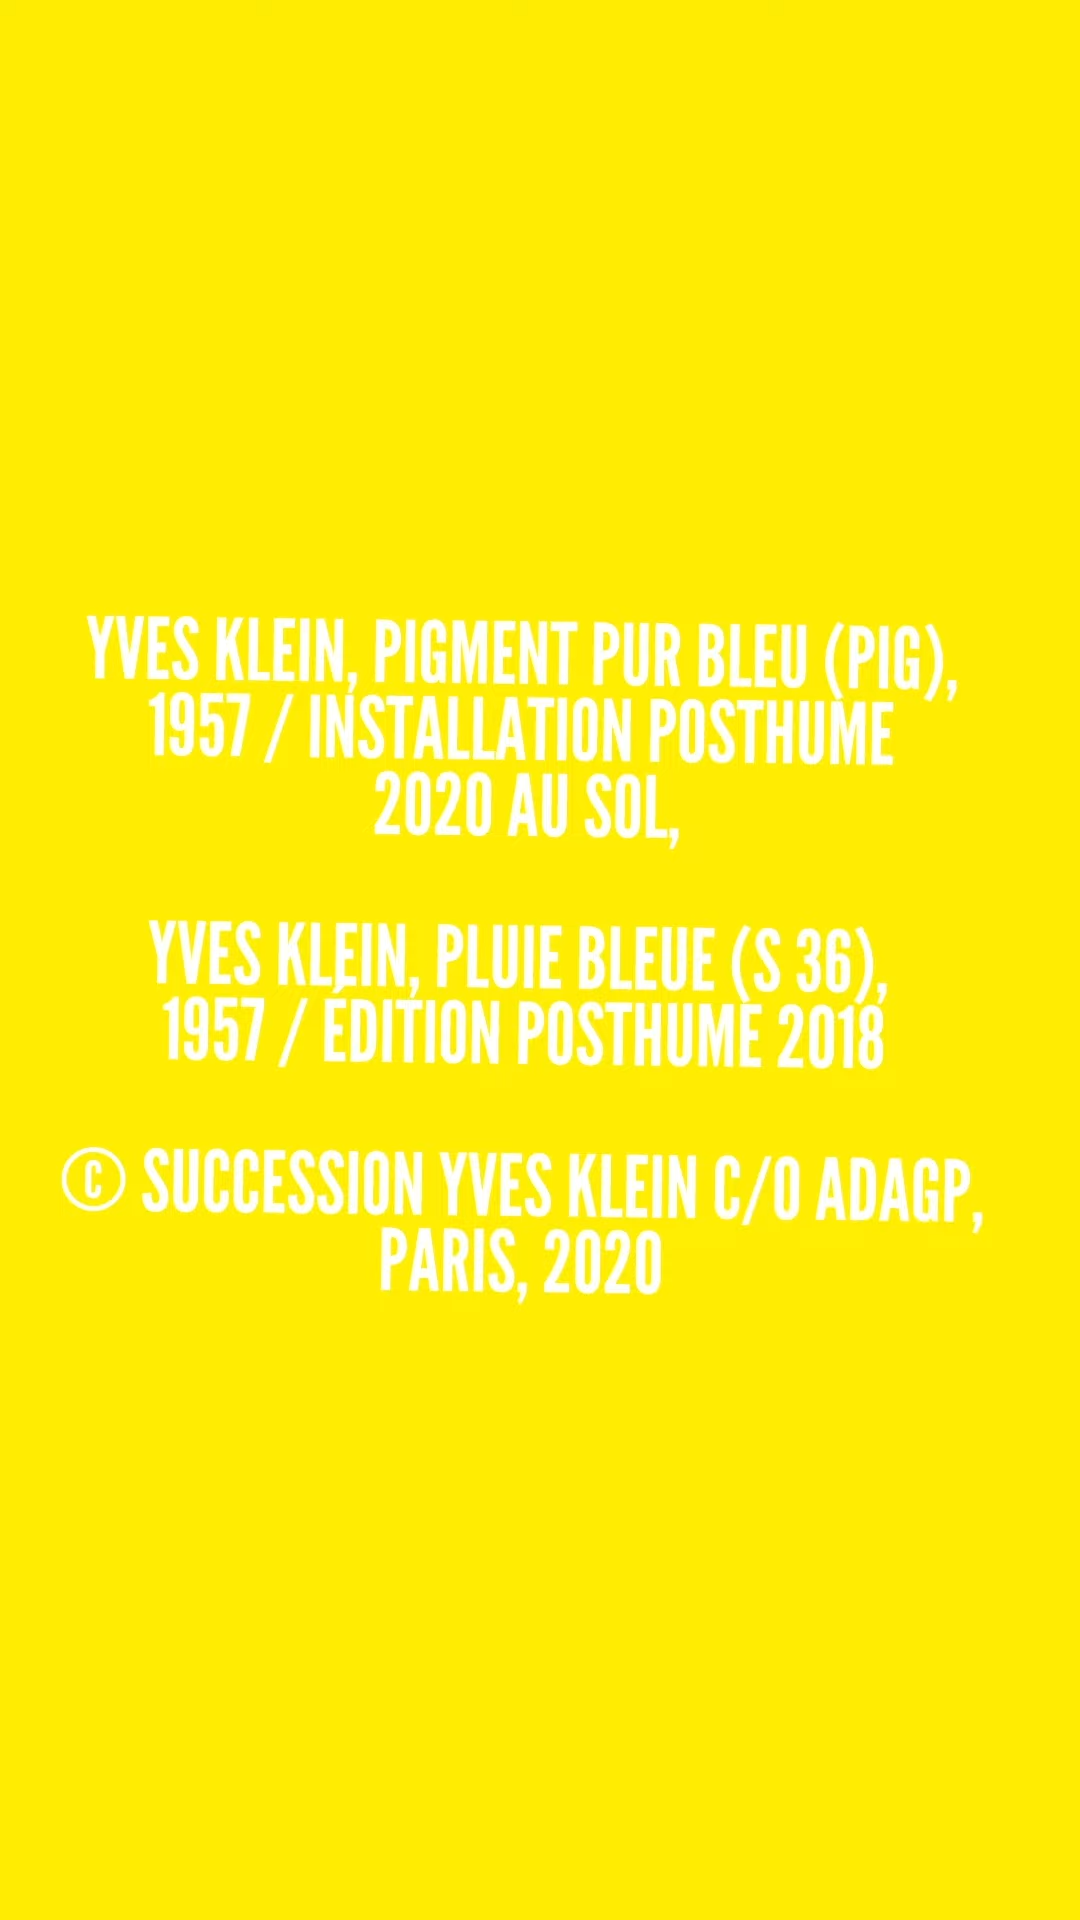 YVES KLEIN, PIGMENT PUR BLEU (PIG),
1957 / INSTALLATION POSTHUME
2020 AU SOL,
YVES KLEIN, PLUIE BLEUE (S 36),
1957 / ÉDITION POSTHUME 2018
© SUCCESSION YVES KLEIN C/O ADAGP,
PARIS, 2020